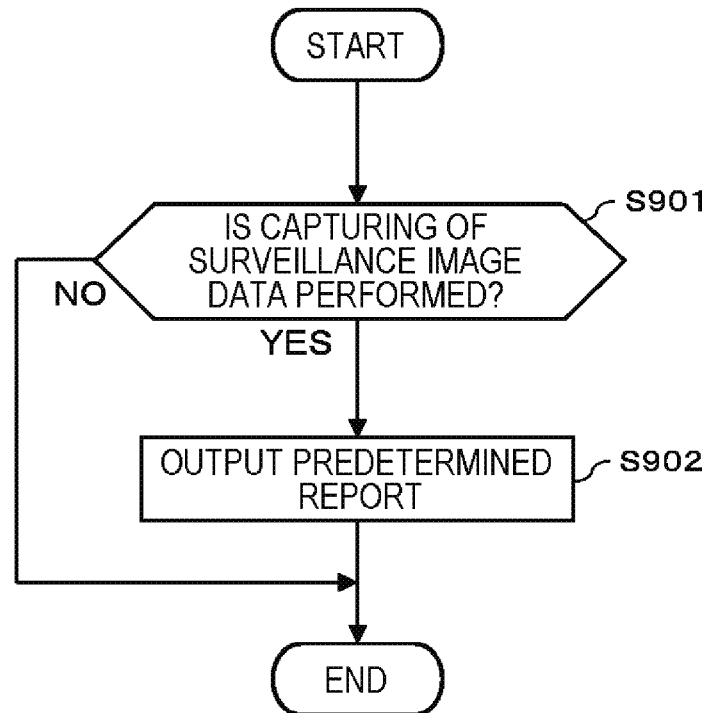 START
IS CAPTURING OF
SURVEILLANCE IMAGE
DATA PERFORMED?
S901
NO
YES
OUTPUT PREDETERMINED
REPORT
S902
END